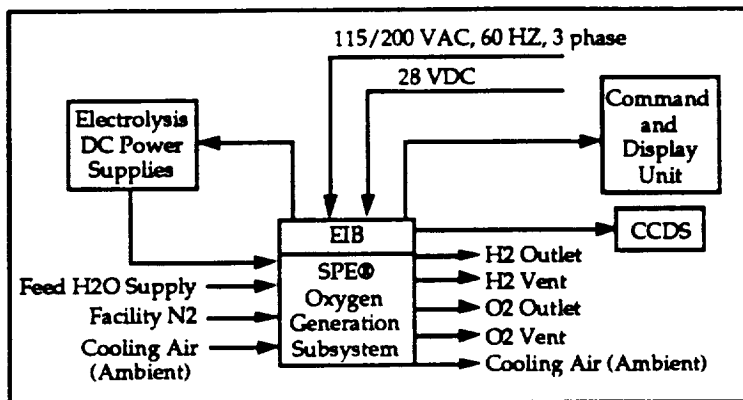 115/200 VAC, 60 HZ, 3 phase
28 VDC
Electrolysis
DC Power
Supplies
Command
and
Display
Unit
EIB
CCDS
SPE®
Oxygen
Generation
Subsystem
Feed H2O Supply
Facility N2
Cooling Air
(Ambient)
H2 Outlet
H2 Vent
O2 Outlet
O2 Vent
Cooling Air (Ambient)